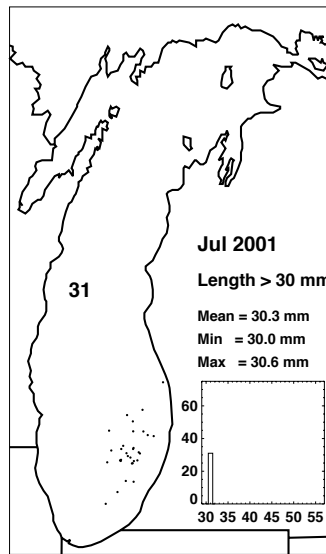 Jul 2001
Length > 30 mm
31
Mean = 30.3 mm
Min = 30.0 mm
Max = 30.6 mm
60
40
20
0
30 35 40 45 50 55